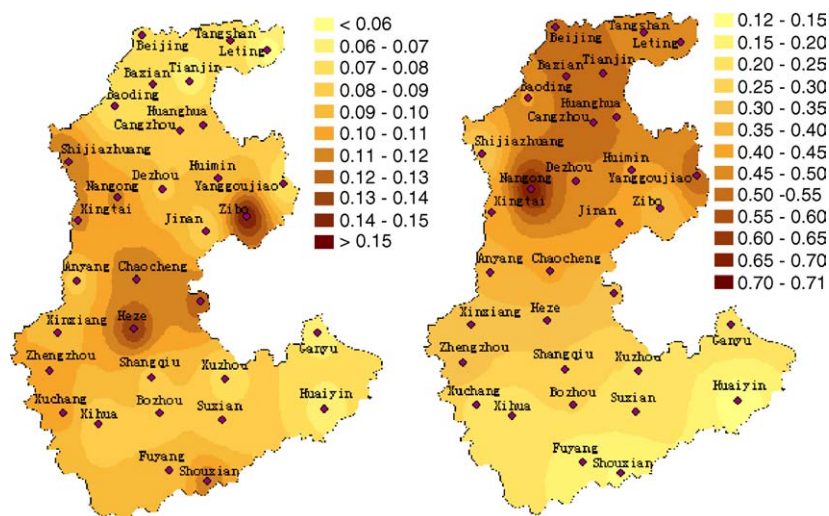 Beijing
Tangshan
Leting
Baxian
Tianjin
Baoding
Huanghua
Cangzhou
Shijiazhuang
Huimin
Dezhou
Nangong
Yanggoujiao
Xingtai
Zibo
Jinan
Anyang
Chaocheng
Heze
Xinxiang
Ganyu
Zhengzhou
Shangqiu
Xuzhou
Xuchang
Bozhou
Suxian
Huaiyin
Xihua
Fuyang
Shouxian
< 0.06
0.06 - 0.07
0.07 - 0.08
0.08 - 0.09
0.09 - 0.10
0.10 - 0.11
0.11 - 0.12
0.12 - 0.13
0.13 - 0.14
0.14 - 0.15
> 0.15
Beijing
Tangshan
Leting
Baxian
Tianjin
Baoding
Huanghua
Cangzhou
Shijiazhuang
Huimin
Dezhou
Nangong
Yanggoujiao
Xingtai
Zibo
Jinan
Anyang
Chaocheng
Heze
Xinxiang
Ganyu
Zhengzhou
Shangqiu
Xuzhou
Xuchang
Bozhou
Suxian
Huaiyin
Xihua
Fuyang
Shouxian
0.12 - 0.15
0.15 - 0.20
0.20 - 0.25
0.25 - 0.30
0.30 - 0.35
0.35 - 0.40
0.40 - 0.45
0.45 - 0.50
0.50 -0.55
0.55 - 0.60
0.60 - 0.65
0.65 - 0.70
0.70 - 0.71